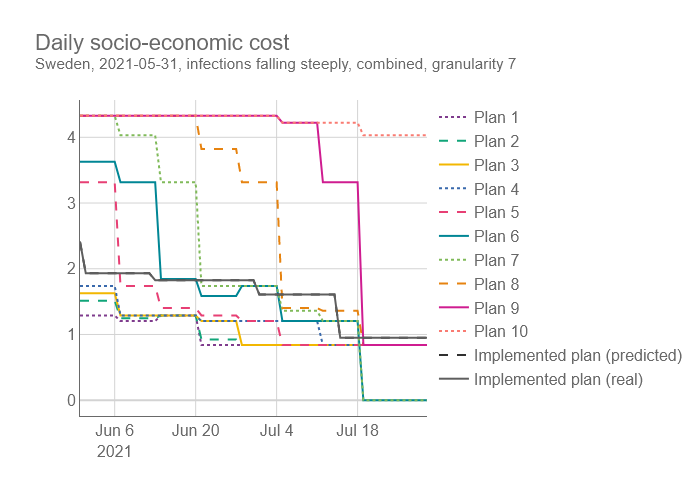 Daily socio-economic cost
Sweden, 2021-05-31, infections falling steeply, combined, granularity 7
4
3
2
1
0
Jun 6
2021
Jun 20
Jul 4
Jul 18
Plan 1
Plan 2
Plan 3
Plan 4
Plan 5
Plan 6
Plan 7
Plan 8
Plan 9
Plan 10
Implemented plan (predicted)
Implemented plan (real)